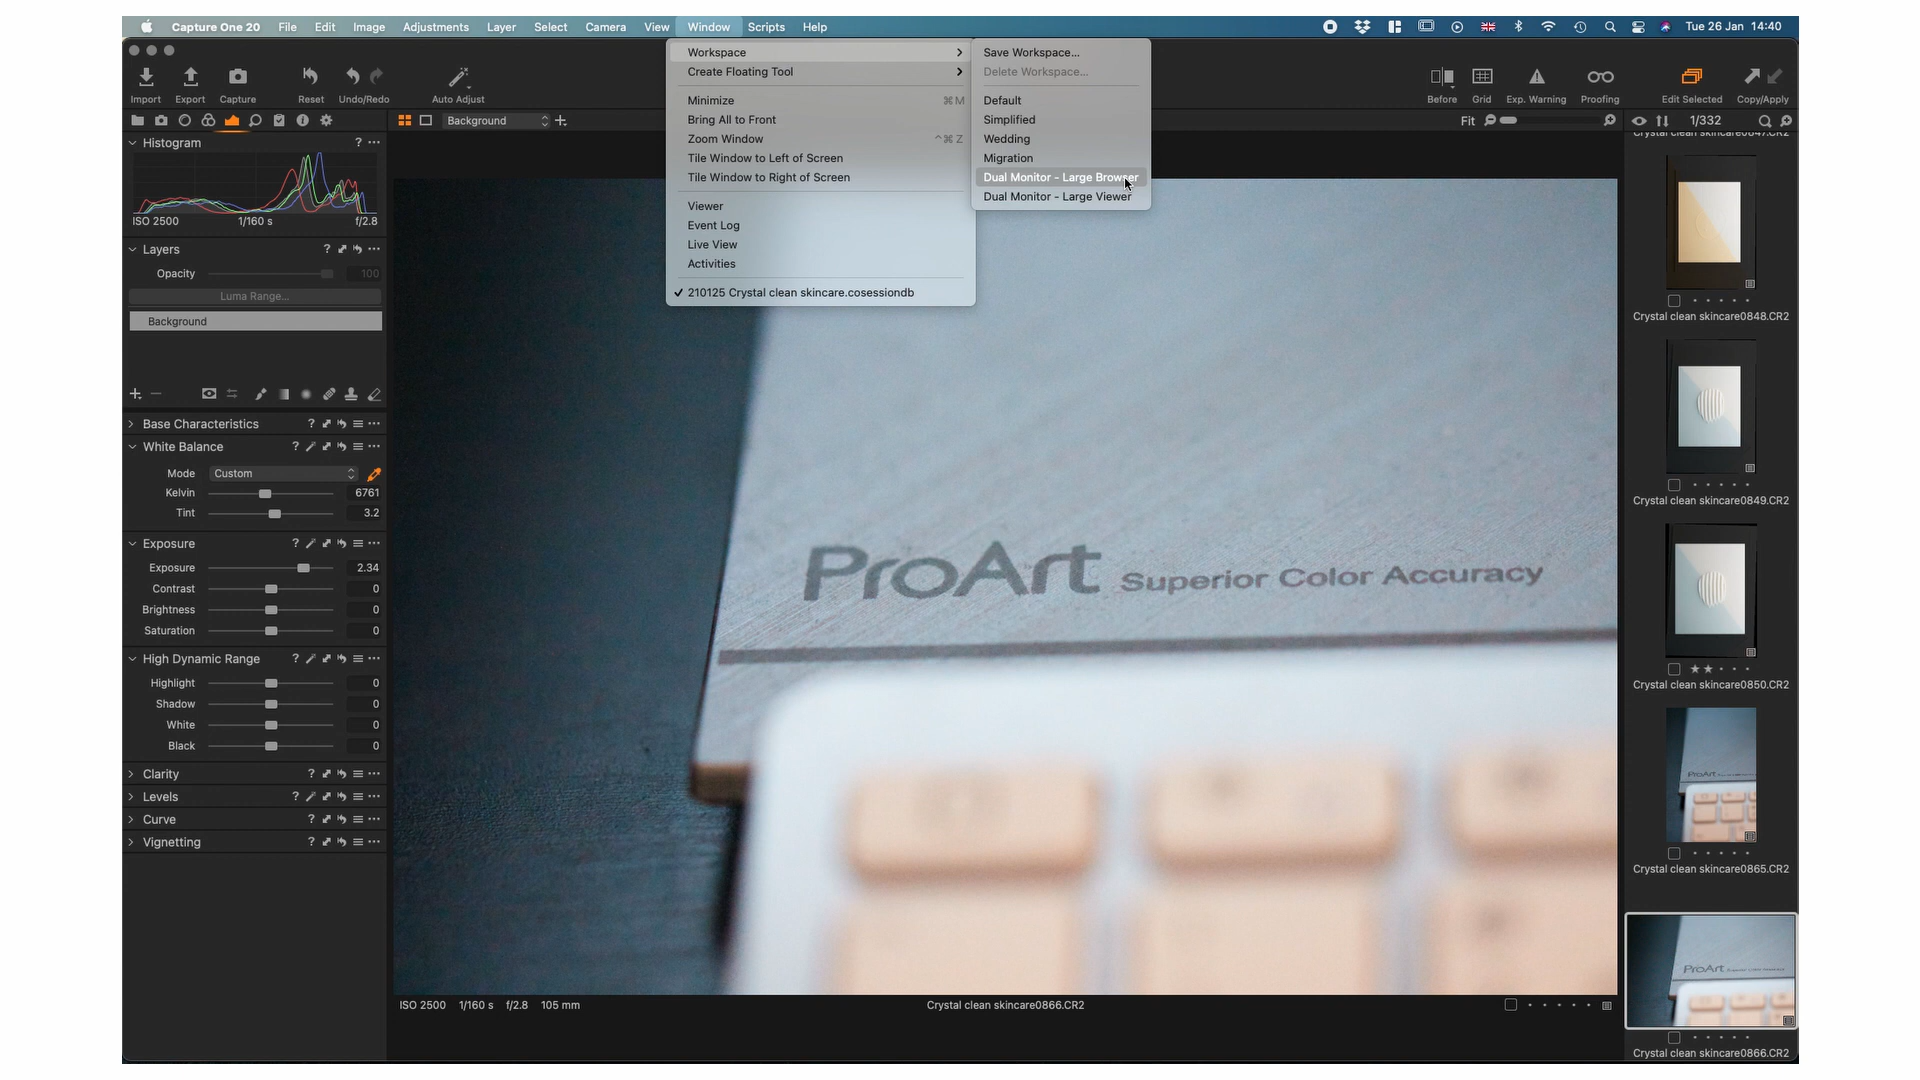 Capture One 20 File Edit Image Adjustments Layer Select Camera View Window Scripts Help Tue 26 Jan 14:40
Import Export Capture Reset Undo/Redo Auto Adjust Before Grid Exp. Warning Proofing Edit Selected Copy/Apply
Workspace
Create Floating Tool
Minimize ⌘M
Bring All to Front
Zoom Window ^⌘Z
Tile Window to Left of Screen
Tile Window to Right of Screen
Viewer
Event Log
Live View
Activities
✓ 210125 Crystal clean skincare.cosessiondb
Save Workspace...
Delete Workspace...
Default
Simplified
Wedding
Migration
Dual Monitor - Large Browser
Dual Monitor - Large Viewer
Background
Fit
1/332
Histogram ? ...
ISO 2500 1/160 s f/2.8
Layers ? ...
Opacity 100
Luma Range...
Background
Base Characteristics ? ...
White Balance ? ...
Mode Custom
Kelvin 6761
Tint 3.2
Exposure ? ...
Exposure 2.34
Contrast 0
Brightness 0
Saturation 0
High Dynamic Range ? ...
Highlight 0
Shadow 0
White 0
Black 0
Clarity ? ...
Levels ? ...
Curve ? ...
Vignetting ? ...
ProArt Superior Color Accuracy
ISO 2500 1/160 s f/2.8 105 mm
Crystal clean skincare0866.CR2
Crystal clean skincare0847.CR2
Crystal clean skincare0848.CR2
Crystal clean skincare0849.CR2
★★
Crystal clean skincare0850.CR2
ProArt
Crystal clean skincare0865.CR2
ProArt Superior Color Accuracy
Crystal clean skincare0866.CR2